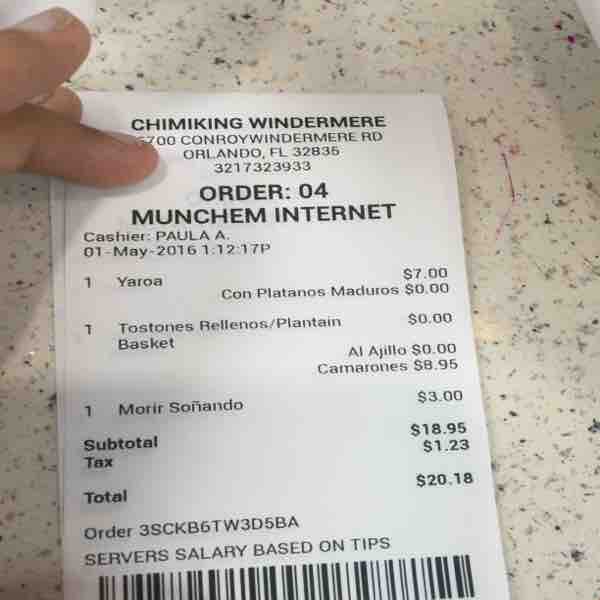 CHIMIKING WINDERMERE
700 CONROYWINDERMERE RD
ORLANDO, FL 32835
3217323933
ORDER: 04
MUNCHEM INTERNET
Cashier: PAULA A.
01-May-2016 1:12:17P
1 Yaroa $7.00
Con Platanos Maduros $0.00
1 Tostones Rellenos/Plantain $0.00
Basket
Al Ajillo $0.00
Camarones $8.95
1 Morir Soñando $3.00
Subtotal $18.95
Tax $1.23
Total $20.18
Order 3SCKB6TW3D5BA
SERVERS SALARY BASED ON TIPS